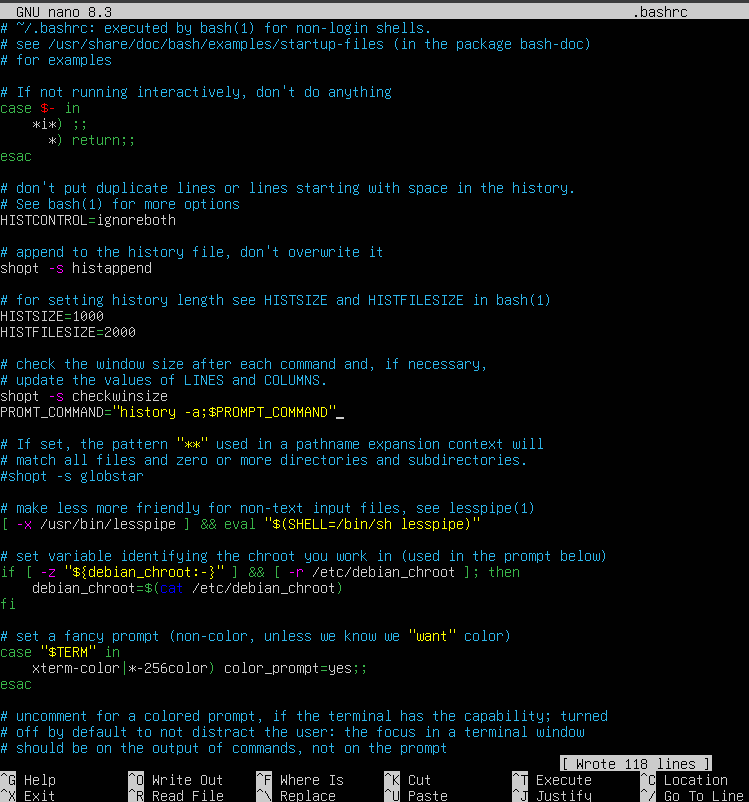 GNU nano 8.3 .bashrc
# ~/.bashrc: executed by bash(1) for non-login shells.
# see /usr/share/doc/bash/examples/startup-files (in the package bash-doc)
# for examples

# If not running interactively, don't do anything
case $- in
    *i*) ;;
      *) return;;
esac

# don't put duplicate lines or lines starting with space in the history.
# See bash(1) for more options
HISTCONTROL=ignoreboth

# append to the history file, don't overwrite it
shopt -s histappend

# for setting history length see HISTSIZE and HISTFILESIZE in bash(1)
HISTSIZE=1000
HISTFILESIZE=2000

# check the window size after each command and, if necessary,
# update the values of LINES and COLUMNS.
shopt -s checkwinsize
PROMT_COMMAND="history -a;$PROMPT_COMMAND"_

# If set, the pattern "**" used in a pathname expansion context will
# match all files and zero or more directories and subdirectories.
#shopt -s globstar

# make less more friendly for non-text input files, see lesspipe(1)
[ -x /usr/bin/lesspipe ] && eval "$(SHELL=/bin/sh lesspipe)"

# set variable identifying the chroot you work in (used in the prompt below)
if [ -z "${debian_chroot:-}" ] && [ -r /etc/debian_chroot ]; then
    debian_chroot=$(cat /etc/debian_chroot)
fi

# set a fancy prompt (non-color, unless we know we "want" color)
case "$TERM" in
    xterm-color|*-256color) color_prompt=yes;;
esac

# uncomment for a colored prompt, if the terminal has the capability; turned
# off by default to not distract the user: the focus in a terminal window
# should be on the output of commands, not on the prompt
[ Wrote 118 lines ]
^G Help ^O Write Out ^F Where Is ^K Cut ^T Execute ^C Location
^X Exit ^R Read File ^\ Replace ^U Paste ^J Justify ^/ Go To Line